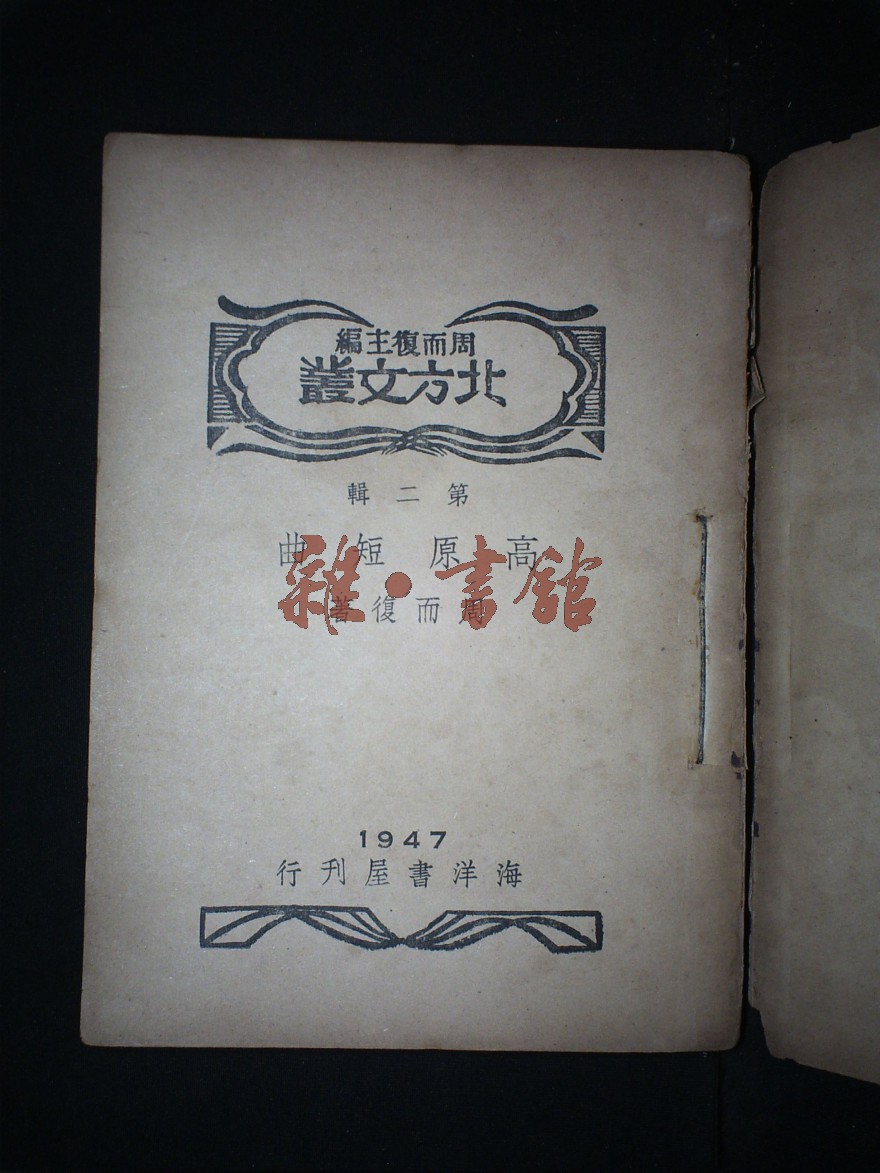 周而復主編
北方文叢
第二輯
高原短曲
周而復著
雜·書館
1947
海洋書屋刊行